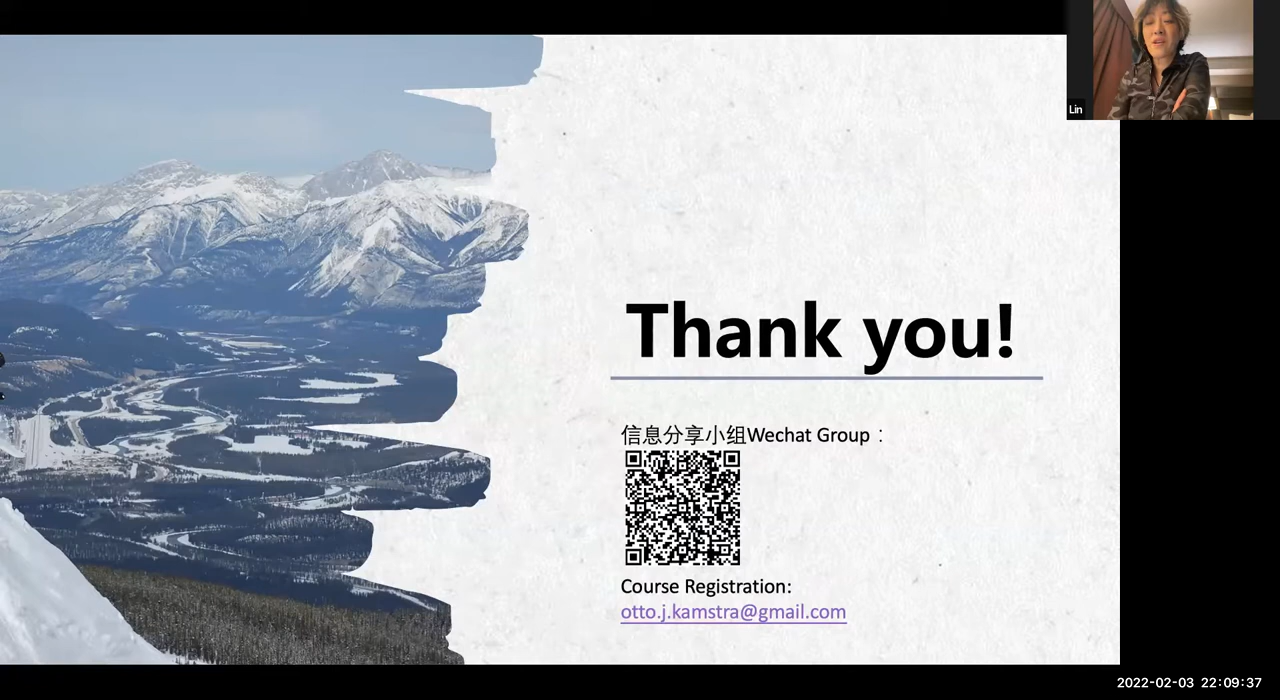 Lin
Thank you!
信息分享小组Wechat Group：
Course Registration:
otto.j.kamstra@gmail.com
2022-02-03 22:09:37